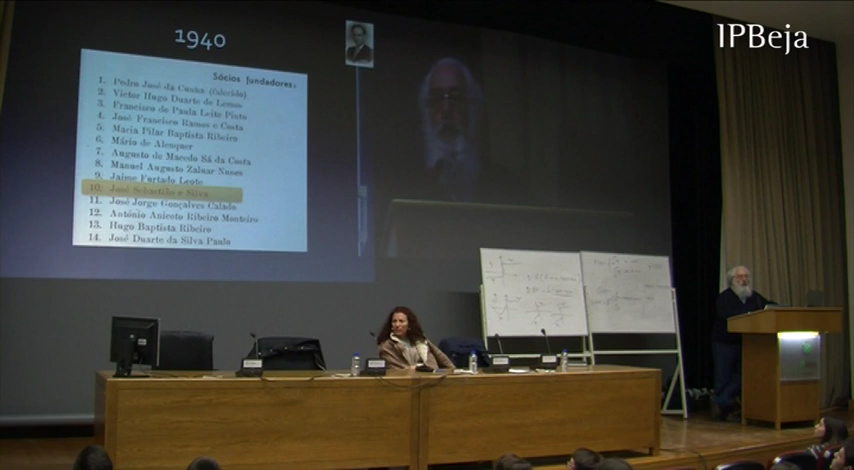 IPBeja
1940
Sócios fundadores:
1. Pedro José da Cunha (falecido)
2. Victor Hugo Duarte de Lemos
3. Francisco de Paula Leite Pinto
4. José Francisco Ramos e Costa
5. Maria Pilar Baptista Ribeiro
6. Mário de Alenquer
7. Augusto de Macedo Sá da Costa
8. Manuel Augusto Zaluar Nunes
9. Jaime Furtado Leote
10. José Sebastião e Silva
11. José Jorge Gonçalves Calado
12. António Aniceto Ribeiro Monteiro
13. Hugo Baptista Ribeiro
14. José Duarte da Silva Paulo